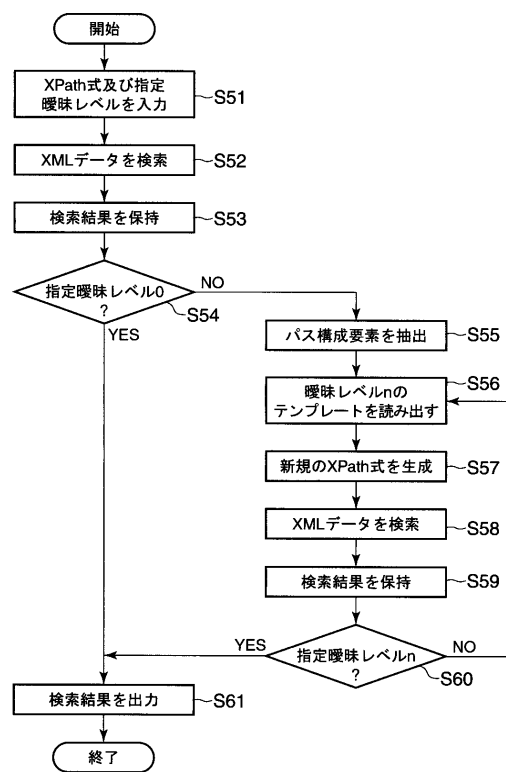 開始
XPath式及び指定
曖昧レベルを入力
S51
XMLデータを検索
S52
検索結果を保持
S53
指定曖昧レベル0
?
S54
NO
YES
パス構成要素を抽出
S55
曖昧レベルnの
テンプレートを読み出す
S56
新規のXPath式を生成
S57
XMLデータを検索
S58
検索結果を保持
S59
指定曖昧レベルn
?
S60
YES
NO
検索結果を出力
S61
終了